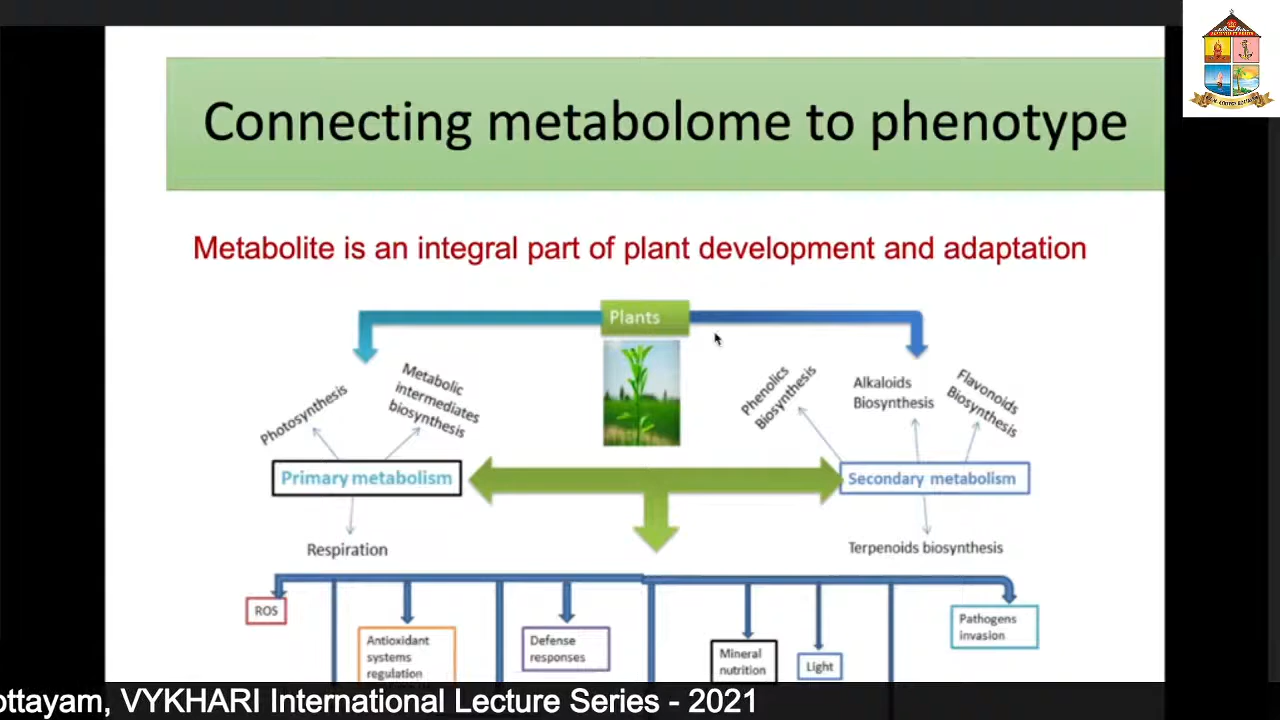 Connecting metabolome to phenotype
Metabolite is an integral part of plant development and adaptation
Plants
Photosynthesis
Metabolic
intermediates
biosynthesis
Phenolics
Biosynthesis
Alkaloids
Biosynthesis
Flavonoids
Biosynthesis
Primary metabolism
Secondary metabolism
Respiration
Terpenoids biosynthesis
ROS
Antioxidant
systems
regulation
Defense
responses
Mineral
nutrition
Light
Pathogens
invasion
ottayam, VYKHARI International Lecture Series - 2021